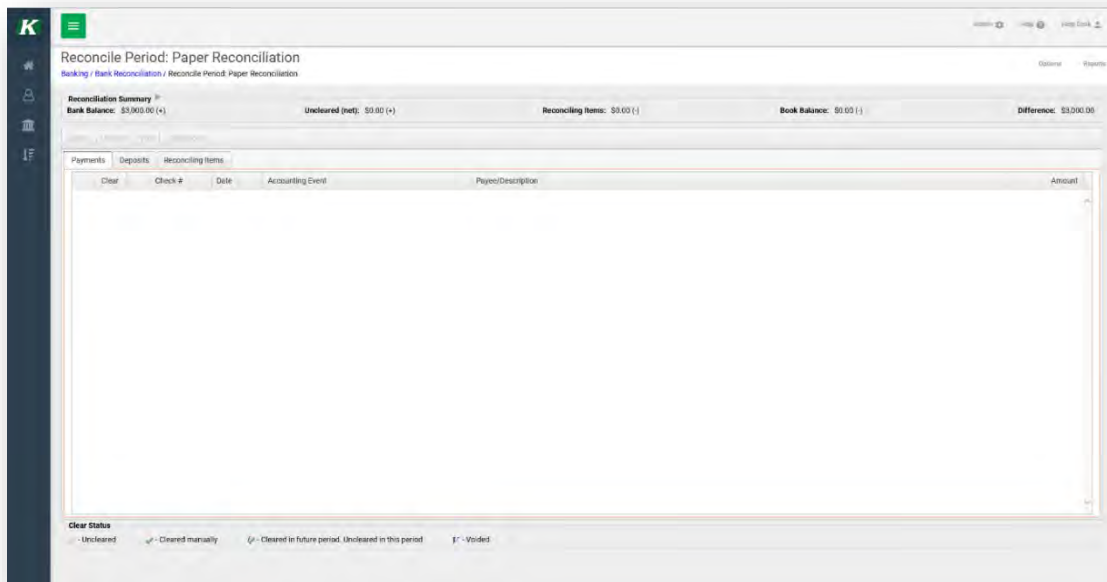 K
Help
Reconcile Period: Paper Reconciliation
Options Reports
Banking / Bank Reconciliation / Reconcile Period: Paper Reconciliation
Reconciliation Summary
Bank Balance: $3,000.00 (+) Uncleared (net): $0.00 (+) Reconciling Items: $0.00 (-) Book Balance: $0.00 (-) Difference: $3,000.00
Payments Deposits Reconciling Items
Clear Check # Date Accounting Event Payee/Description Amount
Clear Status
- Uncleared - Cleared manually - Cleared in future period. Uncleared in this period - Voided